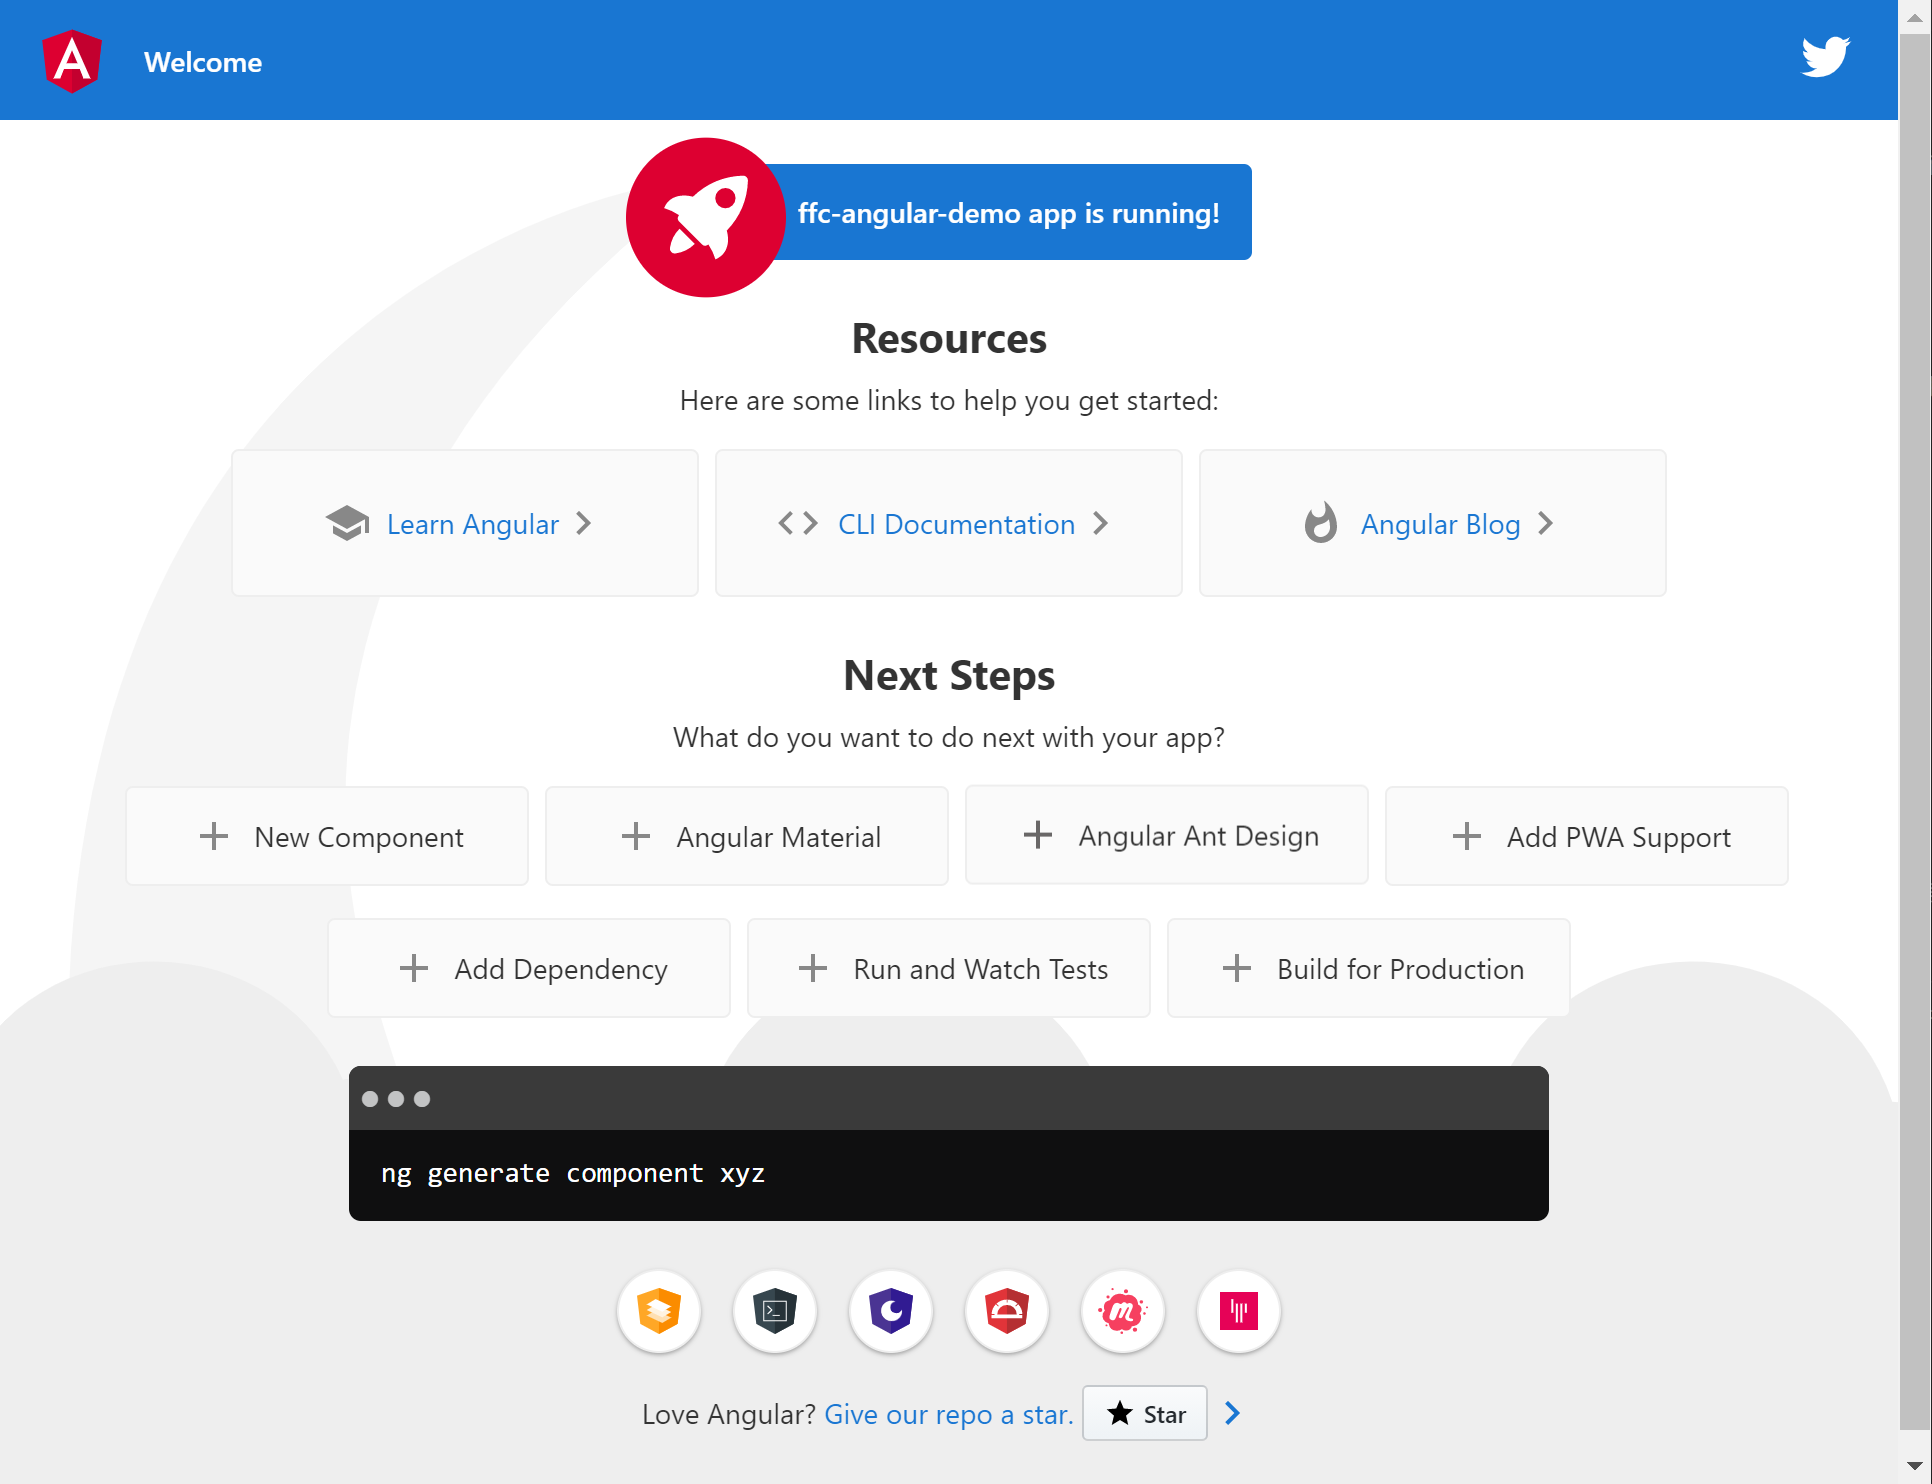 Welcome
ffc-angular-demo app is running!
Resources
Here are some links to help you get started:
Learn Angular
CLI Documentation
Angular Blog
Next Steps
What do you want to do next with your app?
New Component
Angular Material
Angular Ant Design
Add PWA Support
Add Dependency
Run and Watch Tests
Build for Production
ng generate component xyz
Love Angular? Give our repo a star. Star